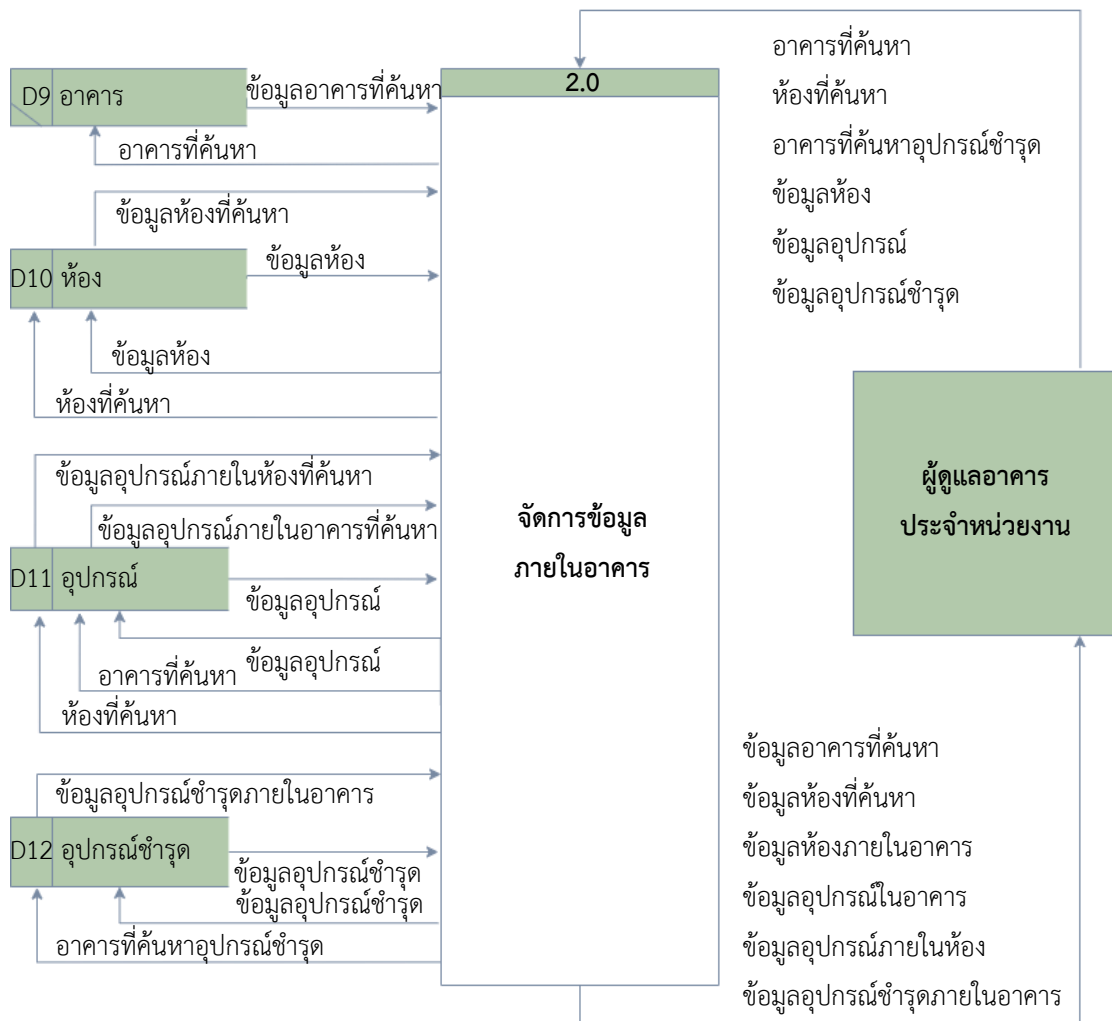 D9 อาคาร
ข้อมูลอาคารที่ค้นหา
อาคารที่ค้นหา
ข้อมูลห้องที่ค้นหา
D10 ห้อง
ข้อมูลห้อง
ข้อมูลห้อง
ห้องที่ค้นหา
ข้อมูลอุปกรณ์ภายในห้องที่ค้นหา
ข้อมูลอุปกรณ์ภายในอาคารที่ค้นหา
D11 อุปกรณ์
ข้อมูลอุปกรณ์
ข้อมูลอุปกรณ์
อาคารที่ค้นหา
ห้องที่ค้นหา
ข้อมูลอุปกรณ์ชำรุดภายในอาคาร
D12 อุปกรณ์ชำรุด
ข้อมูลอุปกรณ์ชำรุด
ข้อมูลอุปกรณ์ชำรุด
อาคารที่ค้นหาอุปกรณ์ชำรุด
2.0
จัดการข้อมูล
ภายในอาคาร
อาคารที่ค้นหา
ห้องที่ค้นหา
อาคารที่ค้นหาอุปกรณ์ชำรุด
ข้อมูลห้อง
ข้อมูลอุปกรณ์
ข้อมูลอุปกรณ์ชำรุด
ผู้ดูแลอาคาร
ประจำหน่วยงาน
ข้อมูลอาคารที่ค้นหา
ข้อมูลห้องที่ค้นหา
ข้อมูลห้องภายในอาคาร
ข้อมูลอุปกรณ์ในอาคาร
ข้อมูลอุปกรณ์ภายในห้อง
ข้อมูลอุปกรณ์ชำรุดภายในอาคาร